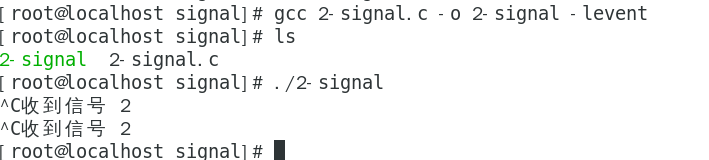 [root@localhost signal]# gcc 2-signal.c -o 2-signal -levent
[root@localhost signal]# ls
2-signal  2-signal.c
[root@localhost signal]# ./2-signal
^C收到信号 2
^C收到信号 2
[root@localhost signal]#